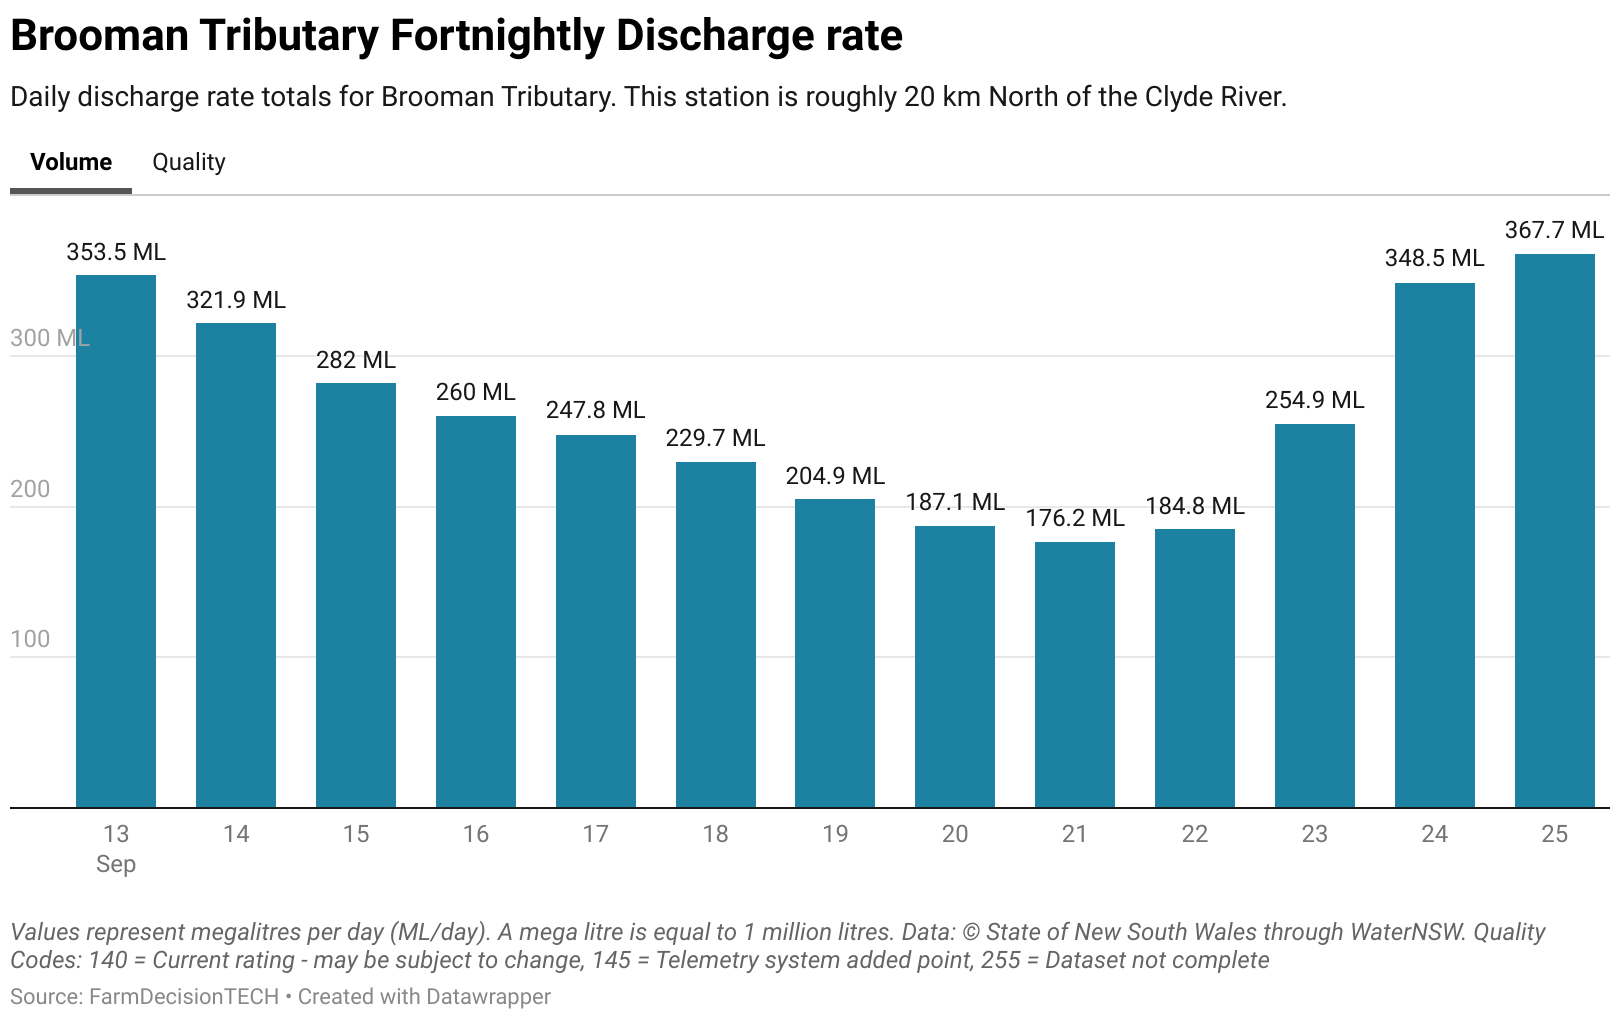 Brooman Tributary Fortnightly Discharge rate
Daily discharge rate totals for Brooman Tributary. This station is roughly 20 km North of the Clyde River.
Volume Quality
367.7 ML
353.5 ML
348.5 ML
321.9 ML
300 ML
282 ML
260 ML
254.9 ML
247.8 ML
229.7 ML
204.9 ML
200
187.1 ML
184.8 ML
176.2 ML
100
13 14 15 16 17 18 19 20 21 22 23 24 25
Sep
Values represent megalitres per day (ML/day). A mega litre is equal to 1 million litres. Data: © State of New South Wales through WaterNSW. Quality
Codes: 140 = Current rating - may be subject to change, 145 = Telemetry system added point, 255 = Dataset not complete
Source: FarmDecisionTECH • Created with Datawrapper